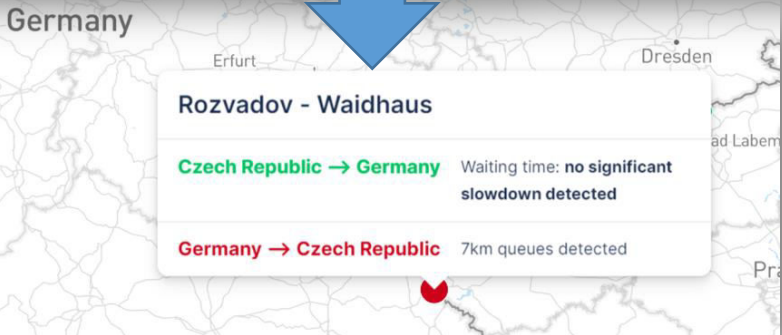 Germany
Erfurt
Dresden
Rozvadov - Waidhaus
ad Labem
Czech Republic → Germany
Waiting time: no significant
slowdown detected
Germany → Czech Republic
7km queues detected
Pra